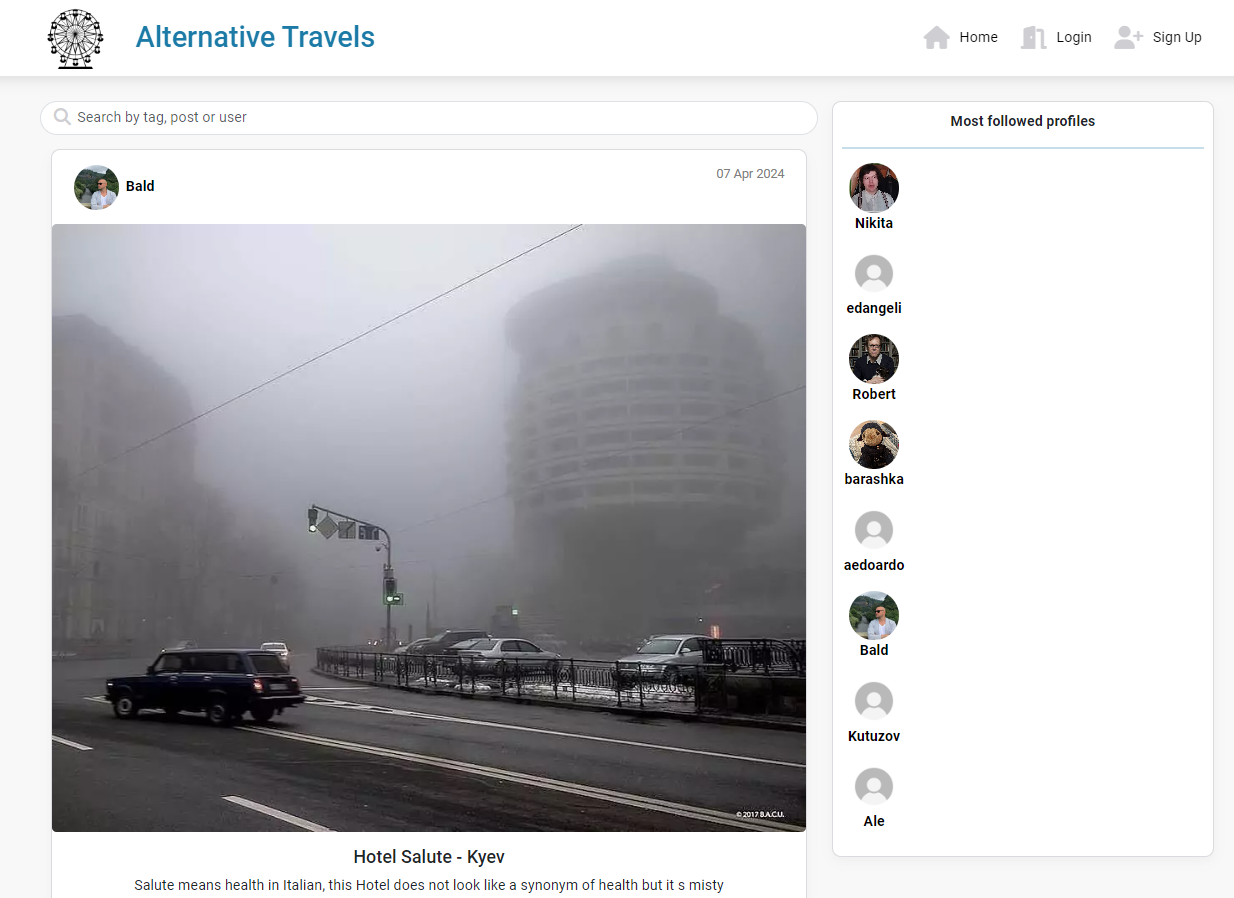 Alternative Travels
Home
Login
Sign Up
Search by tag, post or user
Bald
07 Apr 2024
© 2017 B.A.C.U.
Hotel Salute - Kyev
Salute means health in Italian, this Hotel does not look like a synonym of health but it s misty
Most followed profiles
Nikita
edangeli
Robert
barashka
aedoardo
Bald
Kutuzov
Ale